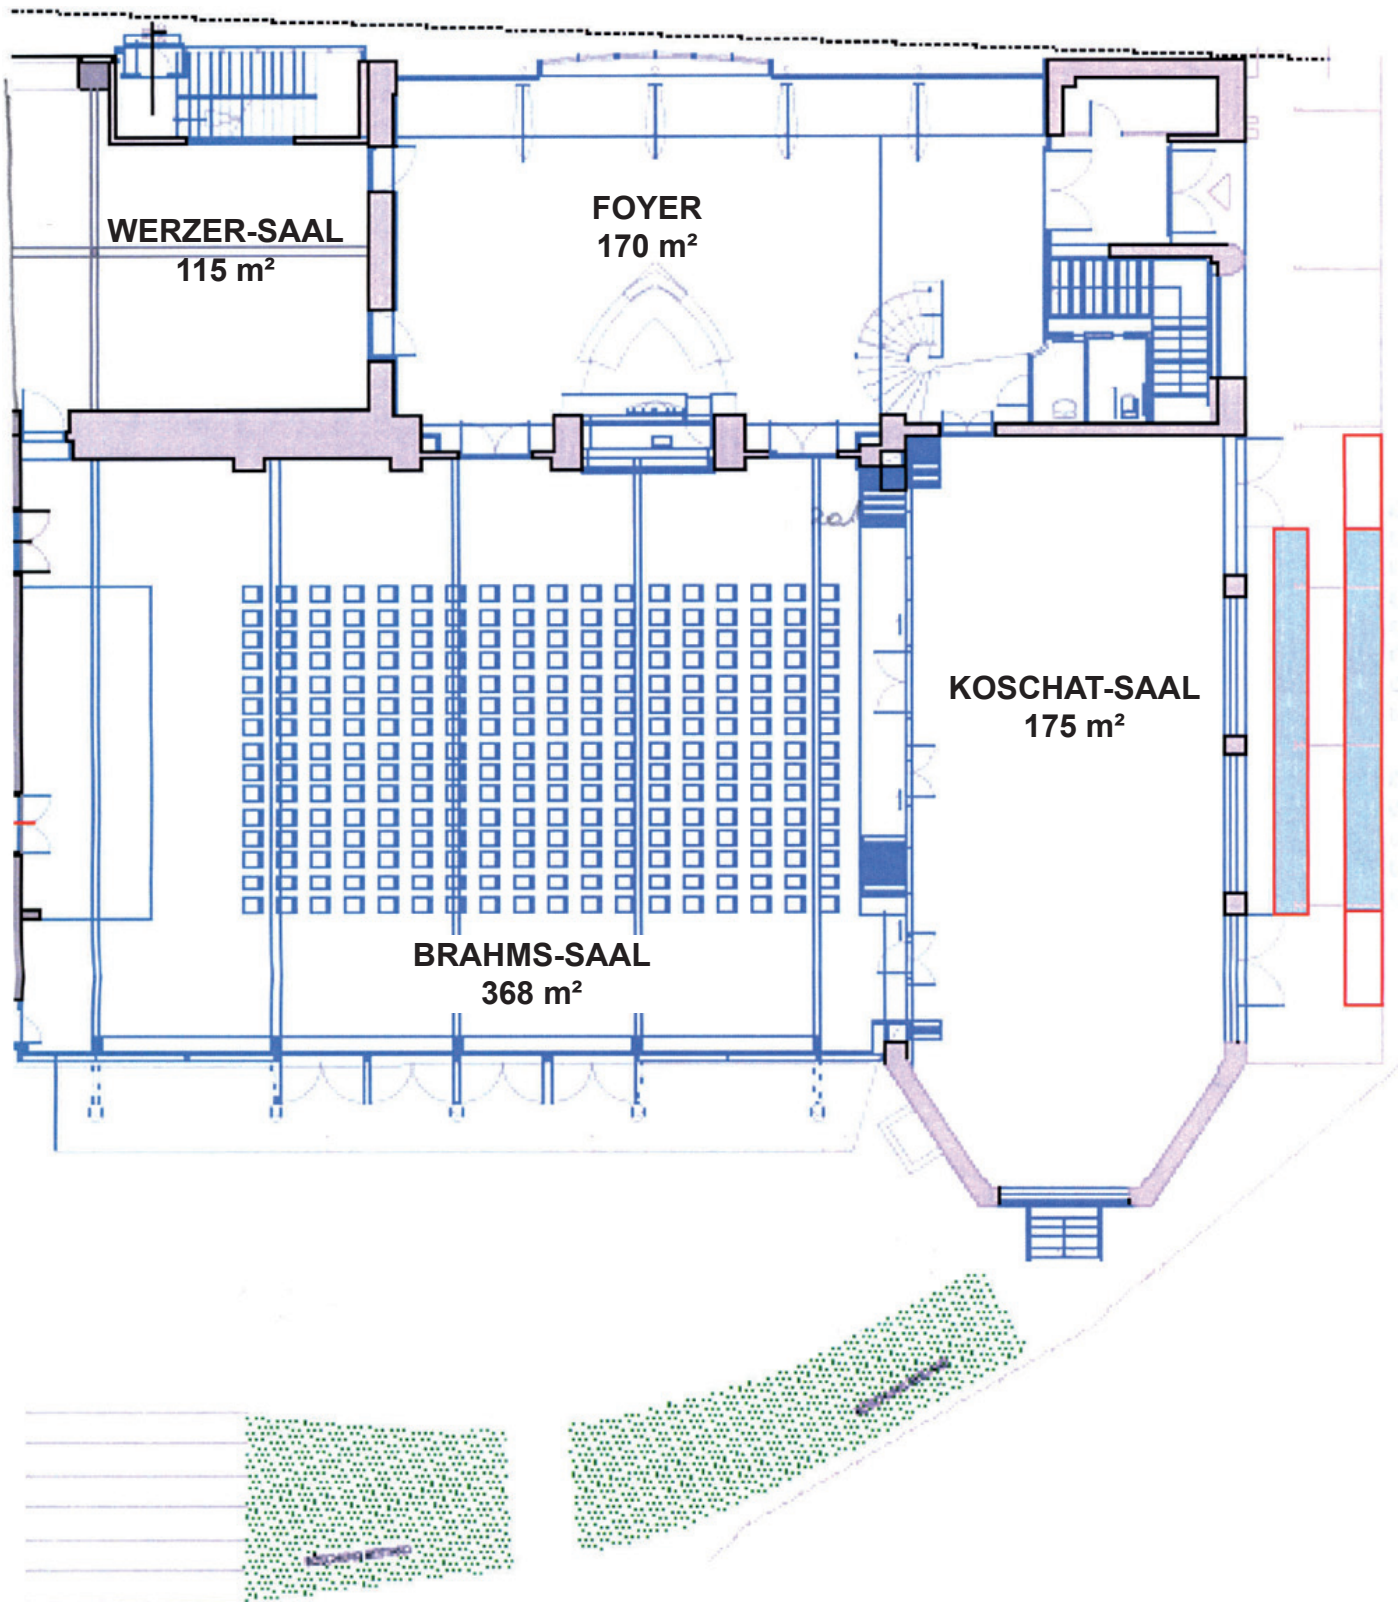 WERZER-SAAL
115 m²
FOYER
170 m²
KOSCHAT-SAAL
175 m²
BRAHMS-SAAL
368 m²